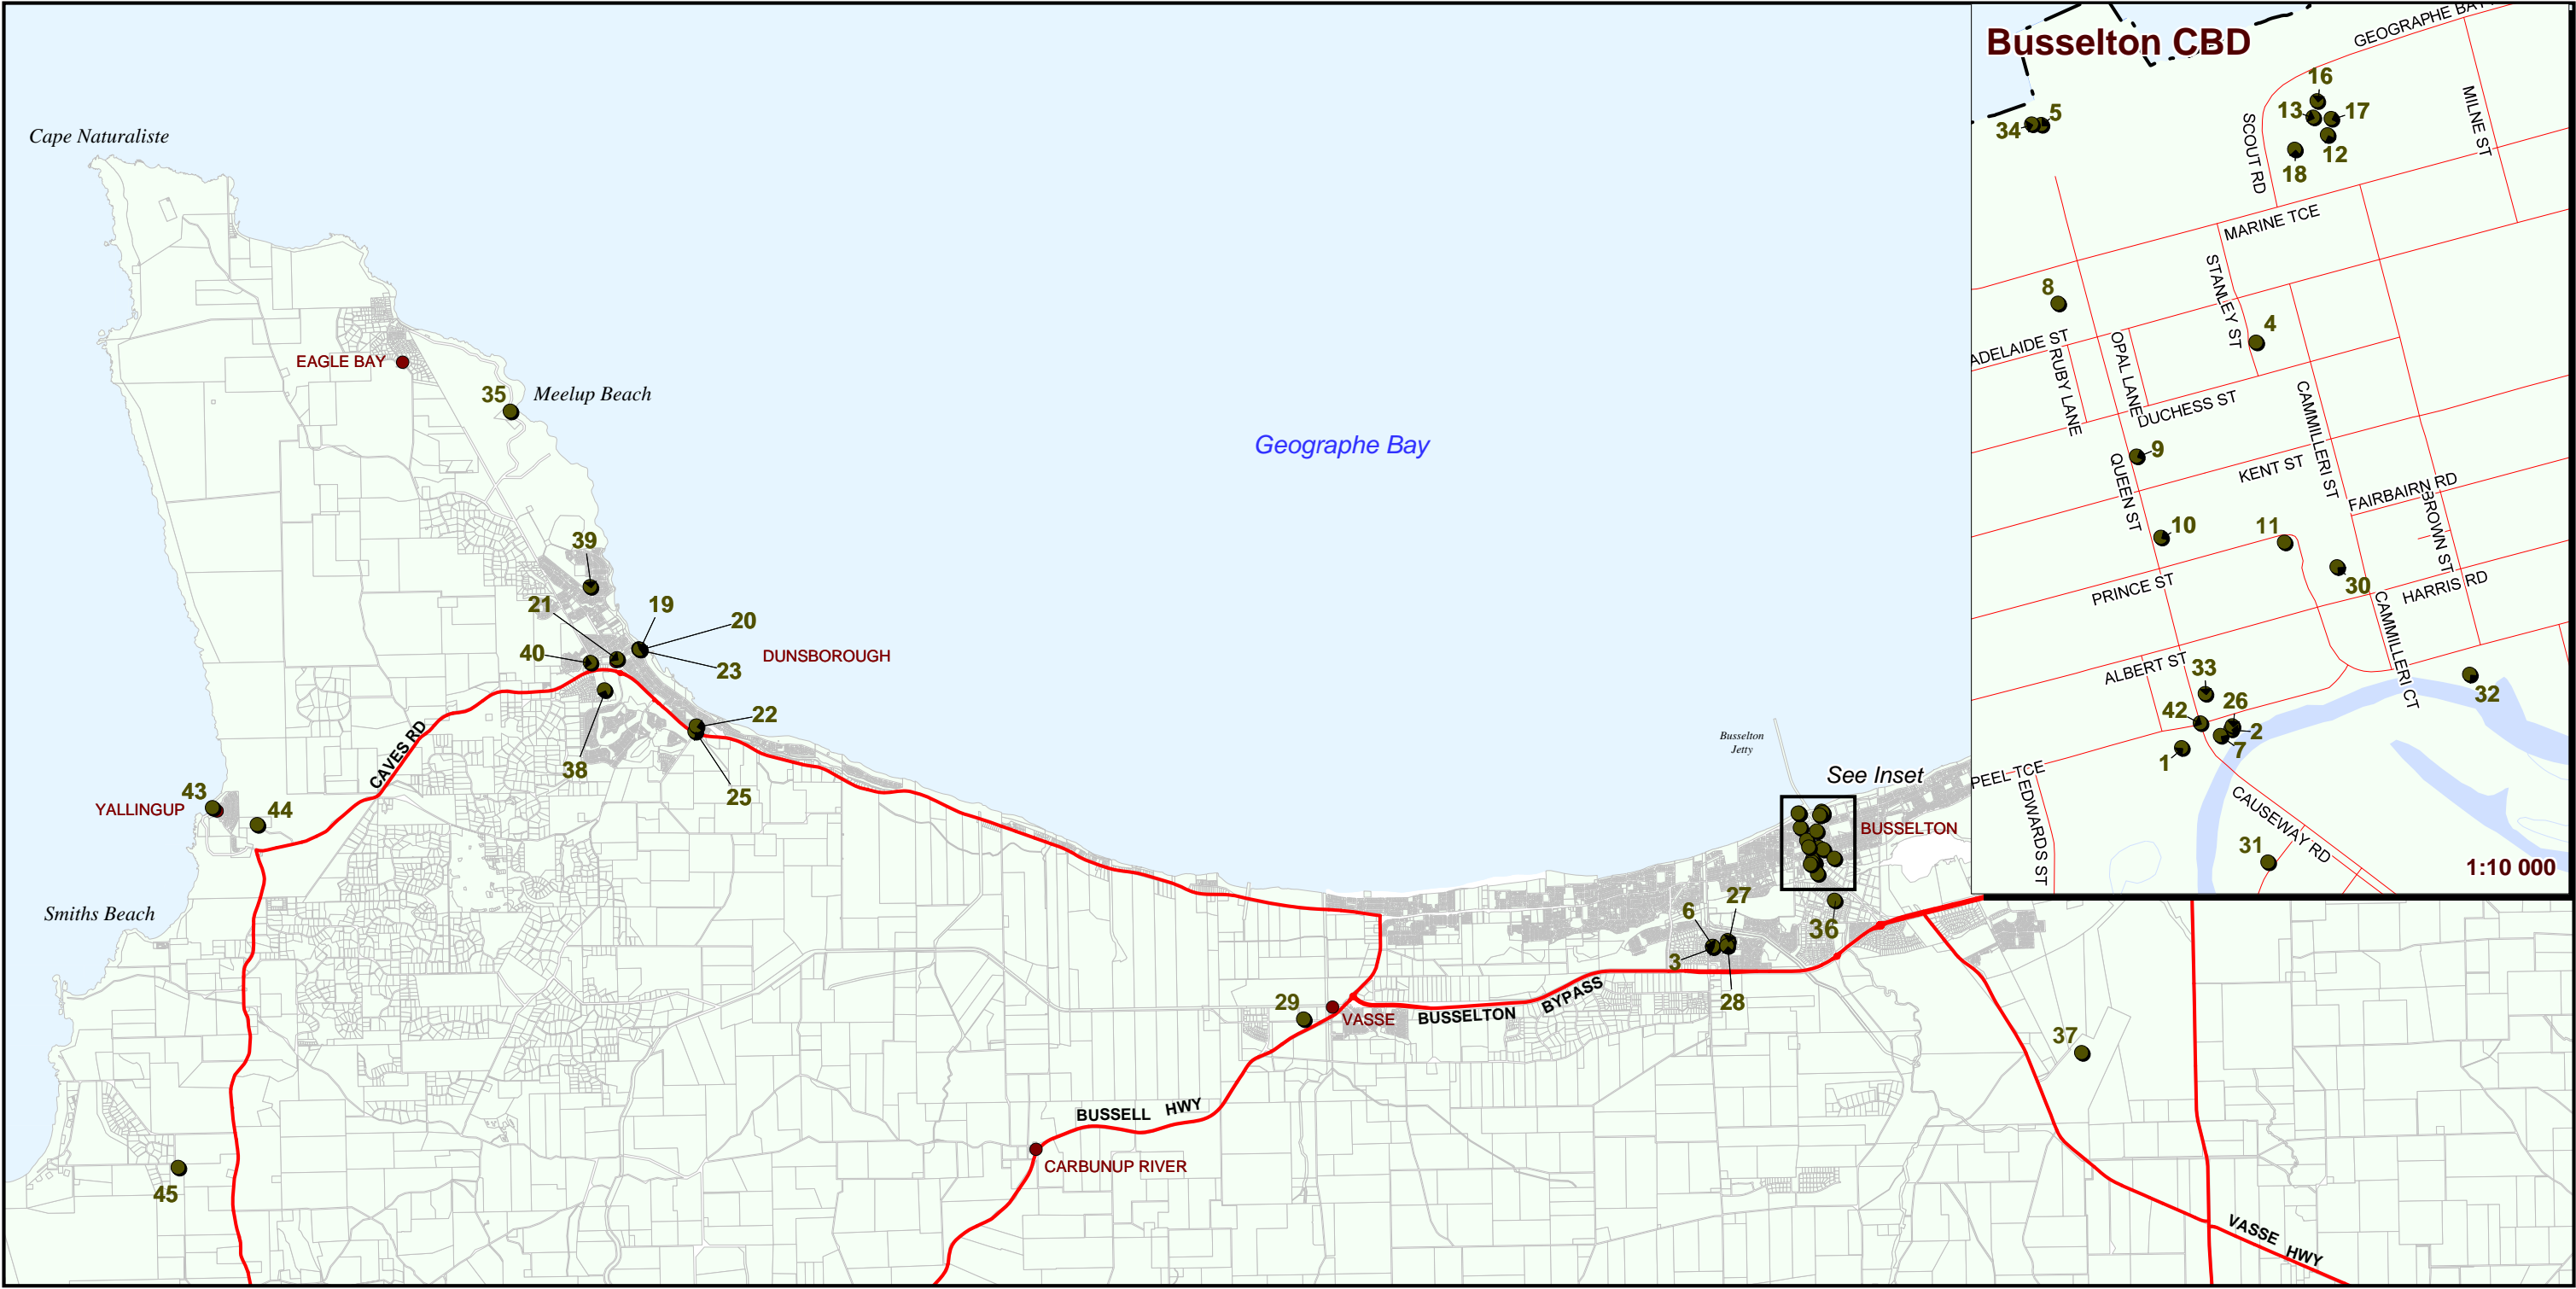 Cape Naturaliste
EAGLE BAY
35
Meelup Beach
Geographe Bay
39
21
19
20
40
23
DUNSBOROUGH
22
38
25
CAVES RD
43
YALLINGUP
44
Smiths Beach
45
Busselton
Jetty
See Inset
BUSSELTON
27
6
36
3
28
29
VASSE
BUSSELTON
BYPASS
37
BUSSELL HWY
CARBUNUP RIVER
VASSE HWY
Busselton CBD
16
5
13
17
34
12
18
SCOUT RD
MILNE ST
MARINE TCE
STANLEY ST
8
4
ADELAIDE ST
RUBY LANE
OPAL LANE
DUCHESS ST
CAMMILLERI ST
9
QUEEN ST
KENT ST
FAIRBAIRN RD
BROWN ST
10
11
30
PRINCE ST
HARRIS RD
CAMMILLERI CT
ALBERT ST
33
32
42
26
2
7
1
PEEL TCE
EDWARDS ST
CAUSEWAY RD
31
1:10 000